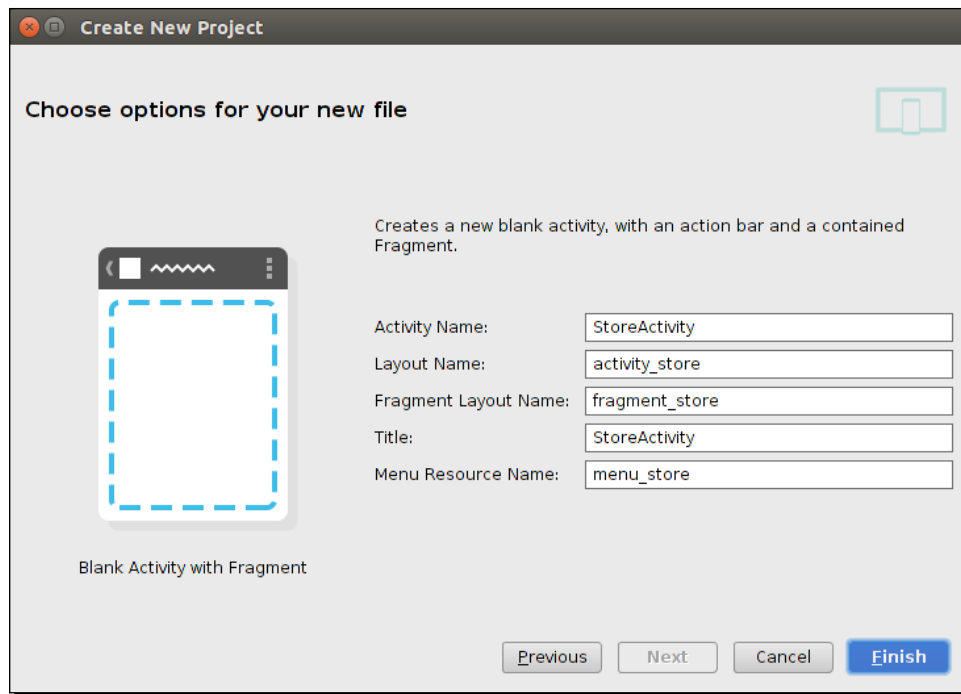 Create New Project
Choose options for your new file
Creates a new blank activity, with an action bar and a contained
Fragment.
Activity Name: StoreActivity
Layout Name: activity_store
Fragment Layout Name: fragment_store
Title: StoreActivity
Menu Resource Name: menu_store
Blank Activity with Fragment
Previous Next Cancel Finish